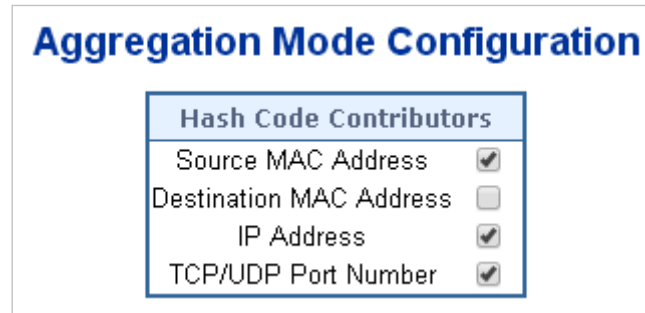 Aggregation Mode Configuration
Hash Code Contributors
Source MAC Address
Destination MAC Address
IP Address
TCP/UDP Port Number